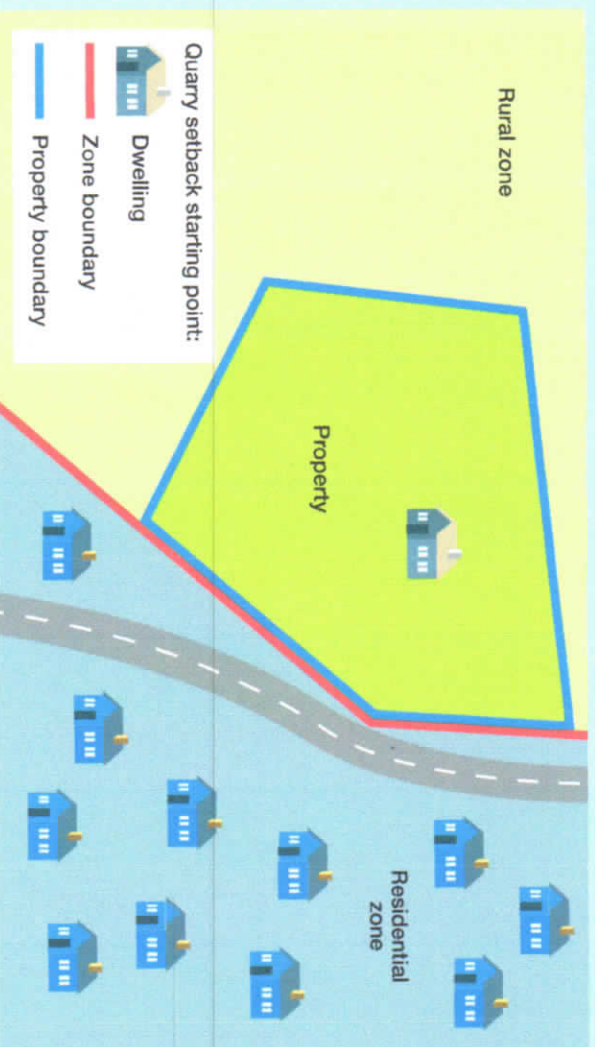 Rural zone
Property
Residential
zone
Quarry setback starting point:
Dwelling
Zone boundary
Property boundary